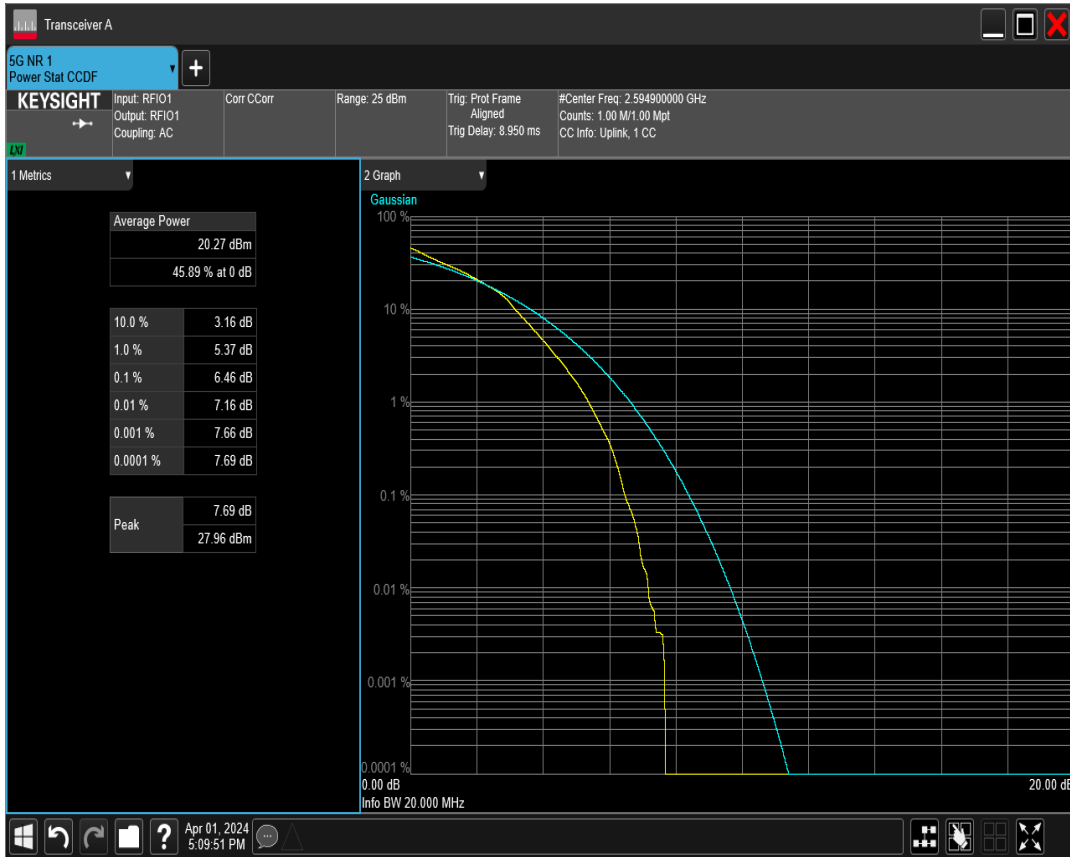 Transceiver A
5G NR 1
Power Stat CCDF
KEYSIGHT
LXI
Input: RFIO1
Output: RFIO1
Coupling: AC
Corr CCorr
Range: 25 dBm
Trig: Prot Frame
Aligned
Trig Delay: 8.950 ms
#Center Freq: 2.594900000 GHz
Counts: 1.00 M/1.00 Mpt
CC Info: Uplink, 1 CC
1 Metrics
Average Power
20.27 dBm
45.89 % at 0 dB
10.0 % 3.16 dB
1.0 % 5.37 dB
0.1 % 6.46 dB
0.01 % 7.16 dB
0.001 % 7.66 dB
0.0001 % 7.69 dB
Peak
7.69 dB
27.96 dBm
2 Graph
Gaussian
100 %
10 %
1 %
0.1 %
0.01 %
0.001 %
0.0001 %
0.00 dB 20.00 dB
Info BW 20.000 MHz
? Apr 01, 2024
5:09:51 PM